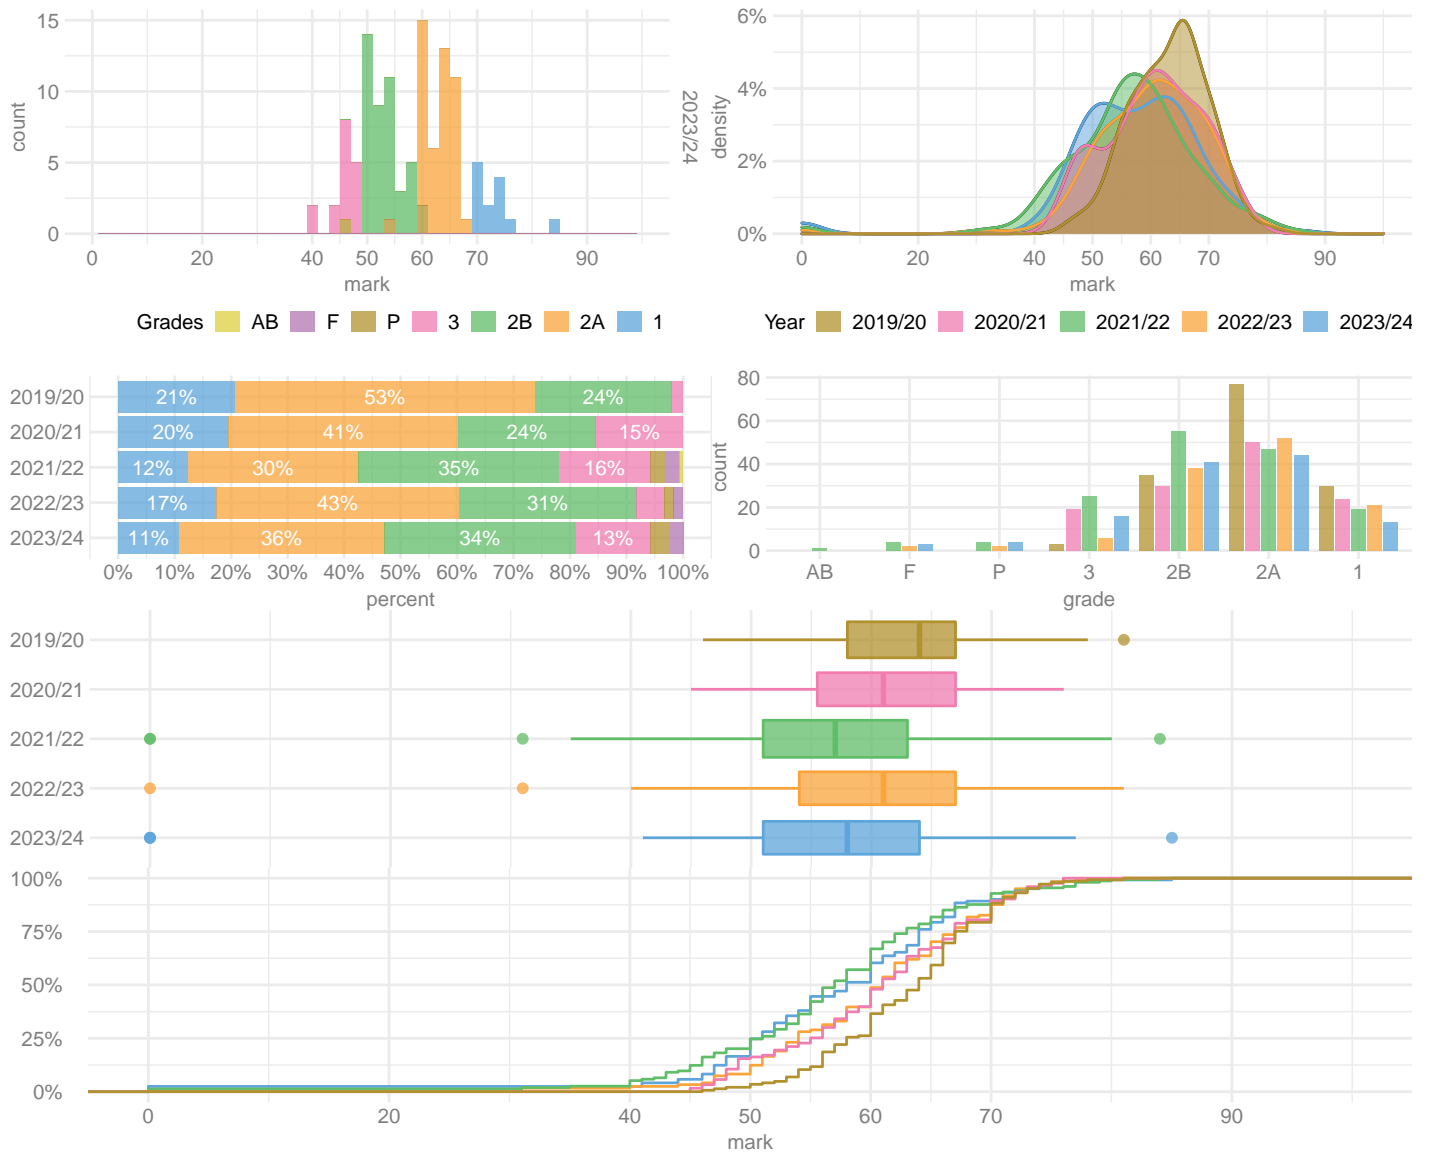 15
10
5
0
count
0 20 40 50 60 70 90
mark
2023/24
6%
4%
2%
0%
density
0 20 40 50 60 70 90
mark
Grades AB F P 3 2B 2A 1
Year 2019/20 2020/21 2021/22 2022/23 2023/24
2019/20 21% 53% 24%
2020/21 20% 41% 24% 15%
2021/22 12% 30% 35% 16%
2022/23 17% 43% 31%
2023/24 11% 36% 34% 13%
0% 10% 20% 30% 40% 50% 60% 70% 80% 90% 100%
percent
80
60
40
20
0
count
AB F P 3 2B 2A 1
grade
2019/20
2020/21
2021/22
2022/23
2023/24
100%
75%
50%
25%
0%
0 20 40 50 60 70 90
mark